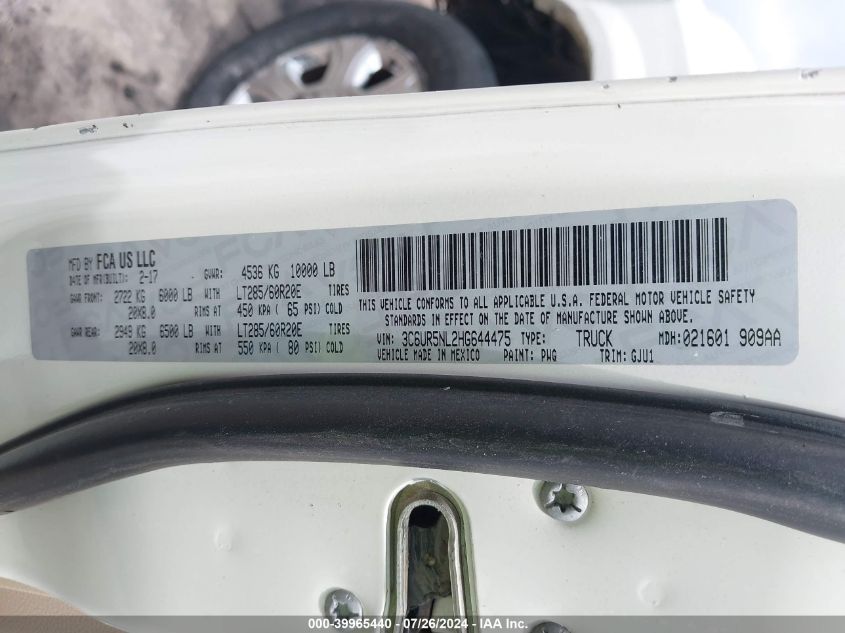 MFD BY FCA US LLC
DATE OF MFR(BUILT): 2-17 GVWR: 4536 KG 10000 LB
GAWR FRONT: 2722 KG 6000 LB WITH LT285/60R20E TIRES
20X8.0 RIMS AT 450 KPA ( 65 PSI) COLD
GAWR REAR: 2949 KG 6500 LB WITH LT285/60R20E TIRES
20X8.0 RIMS AT 550 KPA ( 80 PSI) COLD
THIS VEHICLE CONFORMS TO ALL APPLICABLE U.S.A. FEDERAL MOTOR VEHICLE SAFETY
STANDARDS IN EFFECT ON THE DATE OF MANUFACTURE SHOWN ABOVE.
VIN: 3C6UR5NL2HG644475 TYPE: TRUCK MDH:021601 909AA
VEHICLE MADE IN MEXICO PAINT: PWG TRIM: GJU1
000-39965440 - 07/26/2024 - IAA Inc.